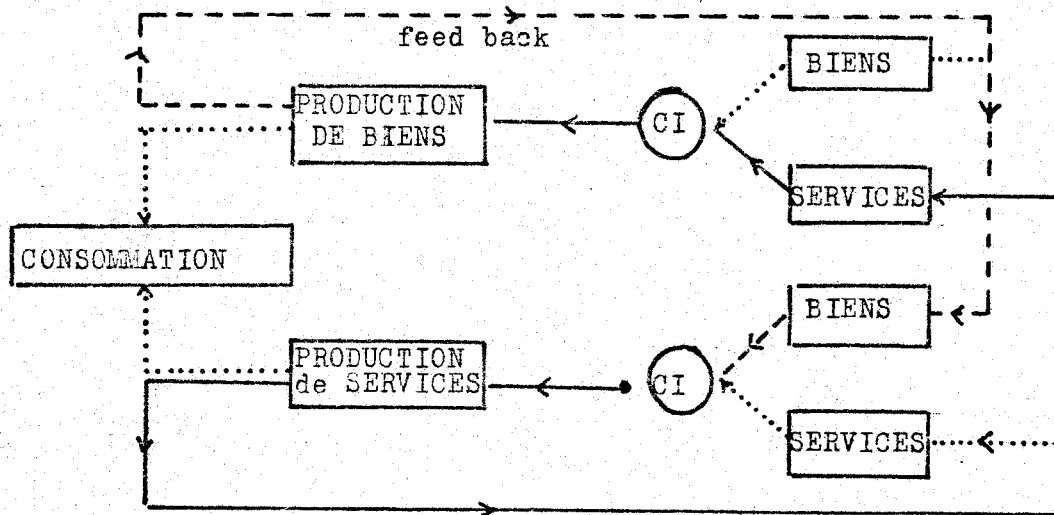 feed back
BIENS
PRODUCTION
DE BIENS
CI
SERVICES
CONSOMMATION
BIENS
PRODUCTION
de SERVICES
CI
SERVICES